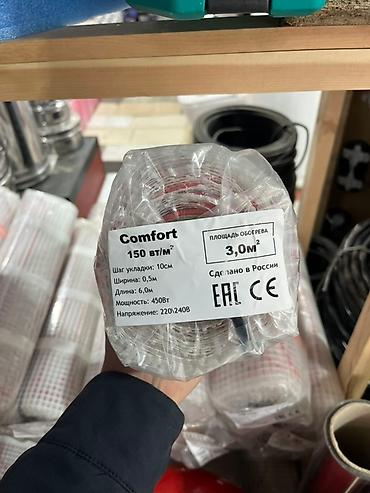 Comfort
150 вт/м²
Шаг укладки: 10см
Ширина: 0,5м
Длина: 6,0м
Мощность: 450Вт
Напряжение: 220\240В
ПЛОЩАДЬ ОБОГРЕВА
3,0м²
Сделано в России
EAC CE